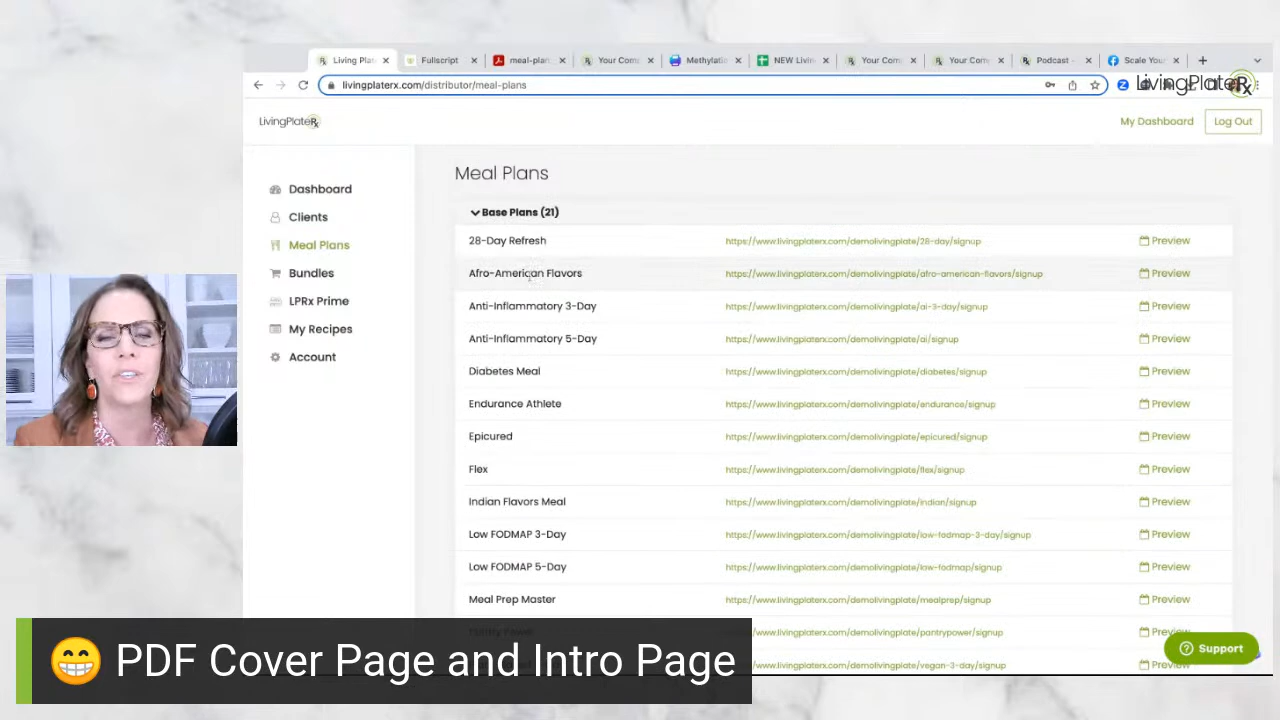 Living Plat
Fullscript
meal-plan
Your Com
Methylatio
NEW Livin
Your Com
Your Com
Podcast -
Scale Your
livingplaterx.com/distributor/meal-plans
LivingPlateRx
LivingPlateRx
My Dashboard
Log Out
Dashboard
Clients
Meal Plans
Bundles
LPRx Prime
My Recipes
Account
Meal Plans
Base Plans (21)
28-Day Refresh https://www.livingplaterx.com/demolivingplate/28-day/signup Preview
Afro-American Flavors https://www.livingplaterx.com/demolivingplate/afro-american-flavors/signup Preview
Anti-Inflammatory 3-Day https://www.livingplaterx.com/demolivingplate/ai-3-day/signup Preview
Anti-Inflammatory 5-Day https://www.livingplaterx.com/demolivingplate/ai/signup Preview
Diabetes Meal https://www.livingplaterx.com/demolivingplate/diabetes/signup Preview
Endurance Athlete https://www.livingplaterx.com/demolivingplate/endurance/signup Preview
Epicured https://www.livingplaterx.com/demolivingplate/epicured/signup Preview
Flex https://www.livingplaterx.com/demolivingplate/flex/signup Preview
Indian Flavors Meal https://www.livingplaterx.com/demolivingplate/indian/signup Preview
Low FODMAP 3-Day https://www.livingplaterx.com/demolivingplate/low-fodmap-3-day/signup Preview
Low FODMAP 5-Day https://www.livingplaterx.com/demolivingplate/low-fodmap/signup Preview
Meal Prep Master https://www.livingplaterx.com/demolivingplate/mealprep/signup Preview
https://www.livingplaterx.com/demolivingplate/pantrypower/signup
https://www.livingplaterx.com/demolivingplate/vegan-3-day/signup
Support
😁 PDF Cover Page and Intro Page